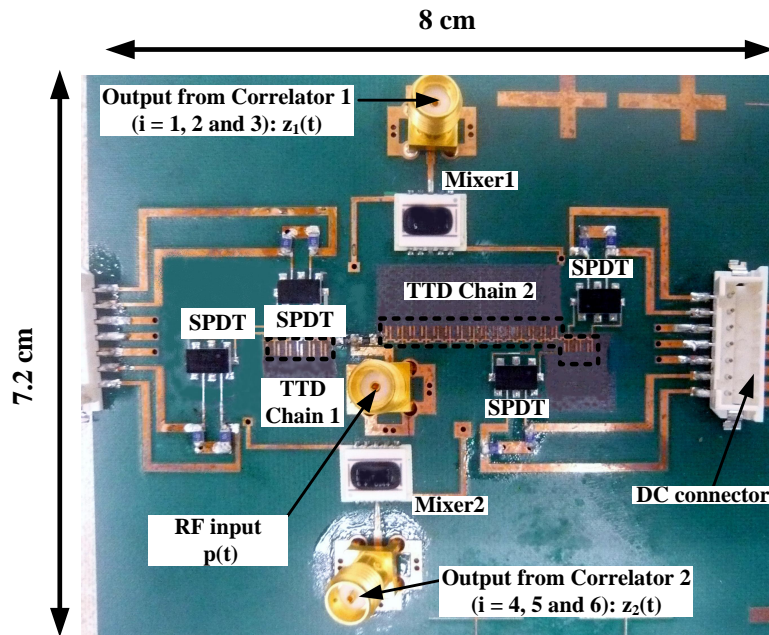 8 cm
7.2 cm
Output from Correlator 1
(i = 1, 2 and 3): z₁(t)
Mixer1
SPDT
TTD Chain 2
SPDT
SPDT
TTD
Chain 1
SPDT
DC connector
Mixer2
RF input
p(t)
Output from Correlator 2
(i = 4, 5 and 6): z₂(t)